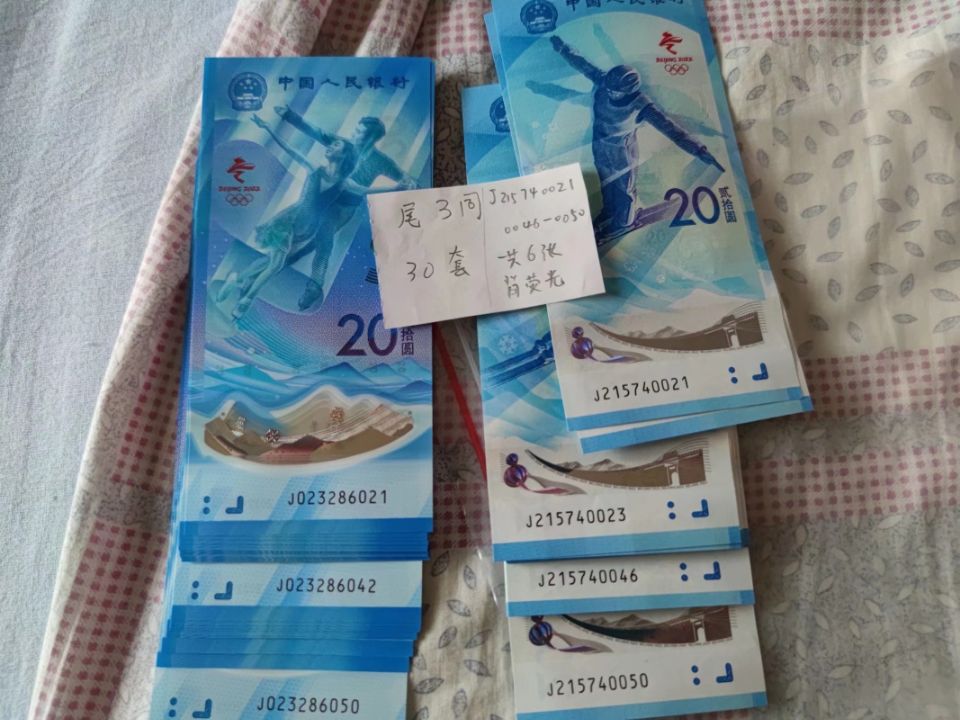 中国人民银行
BEIJING 2022
20
拾圆
J023286021
J023286042
J023286050
尾3同
30套
J215740021
0046-0050
共6张
背荧光
中国人民银行
BEIJING 2022
20
贰拾圆
J215740021
J215740023
J215740046
J215740050